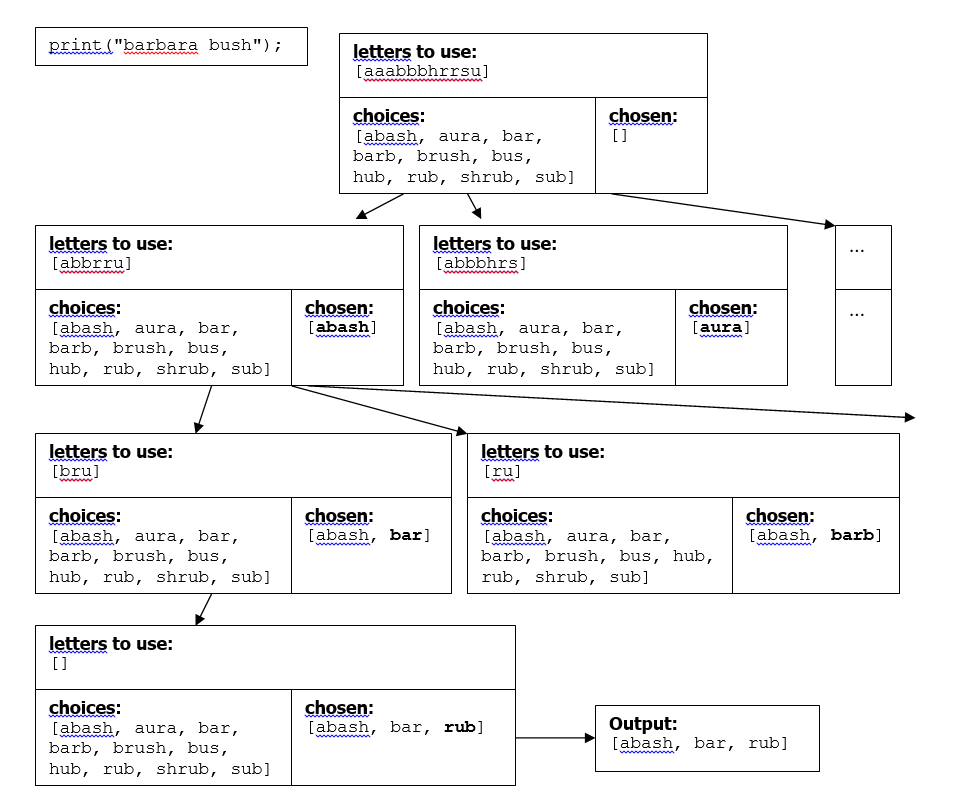 print("barbara bush");
letters to use:
[aaabbbhrrsu]
choices:
[abash, aura, bar,
barb, brush, bus,
hub, rub, shrub, sub]
chosen:
[]
letters to use:
[abbrru]
choices:
[abash, aura, bar,
barb, brush, bus,
hub, rub, shrub, sub]
chosen:
[abash]
letters to use:
[abbbhrs]
choices:
[abash, aura, bar,
barb, brush, bus,
hub, rub, shrub, sub]
chosen:
[aura]
...
...
letters to use:
[bru]
choices:
[abash, aura, bar,
barb, brush, bus,
hub, rub, shrub, sub]
chosen:
[abash, bar]
letters to use:
[ru]
choices:
[abash, aura, bar,
barb, brush, bus, hub,
rub, shrub, sub]
chosen:
[abash, barb]
letters to use:
[]
choices:
[abash, aura, bar,
barb, brush, bus,
hub, rub, shrub, sub]
chosen:
[abash, bar, rub]
Output:
[abash, bar, rub]